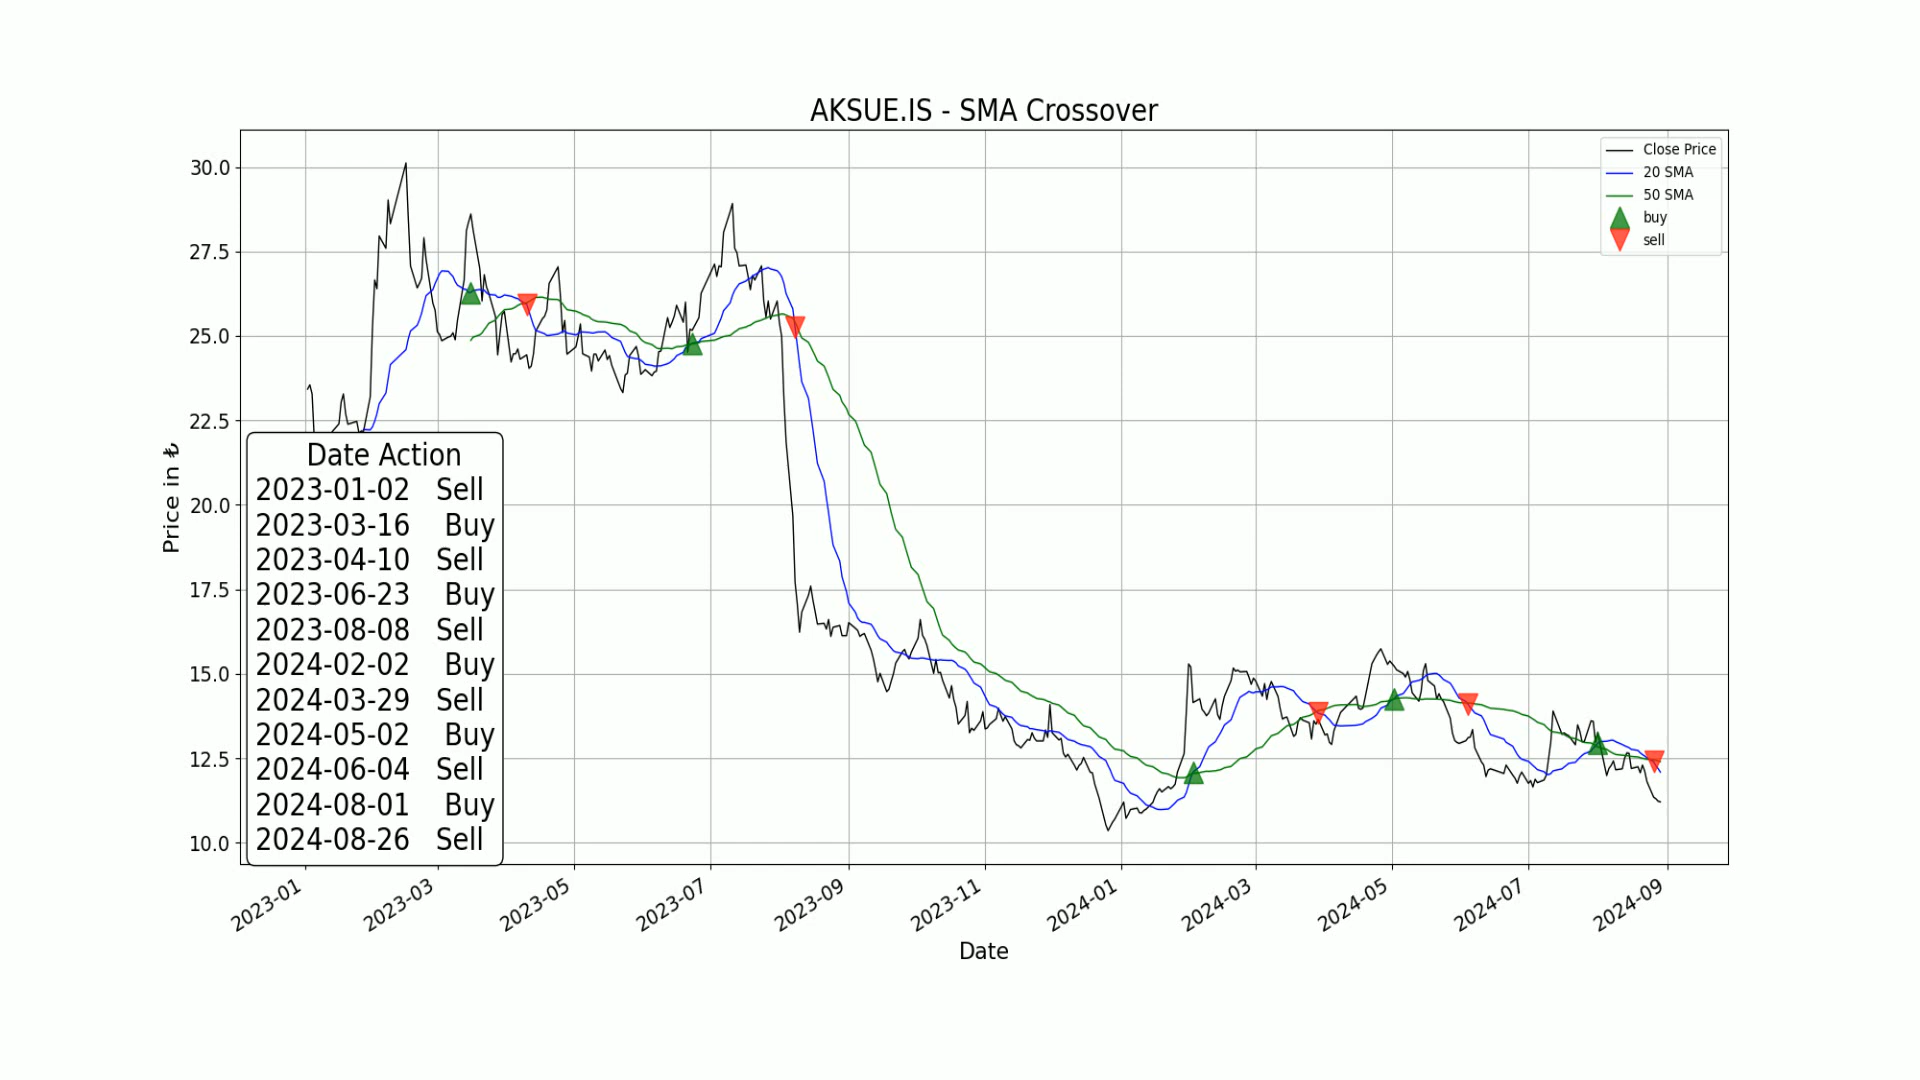 AKSUE.IS - SMA Crossover
Close Price
20 SMA
50 SMA
buy
sell
30.0
27.5
25.0
22.5
20.0
17.5
15.0
12.5
10.0
Price in ₺
Date Action
2023-01-02 Sell
2023-03-16 Buy
2023-04-10 Sell
2023-06-23 Buy
2023-08-08 Sell
2024-02-02 Buy
2024-03-29 Sell
2024-05-02 Buy
2024-06-04 Sell
2024-08-01 Buy
2024-08-26 Sell
2023-01
2023-03
2023-05
2023-07
2023-09
2023-11
2024-01
2024-03
2024-05
2024-07
2024-09
Date